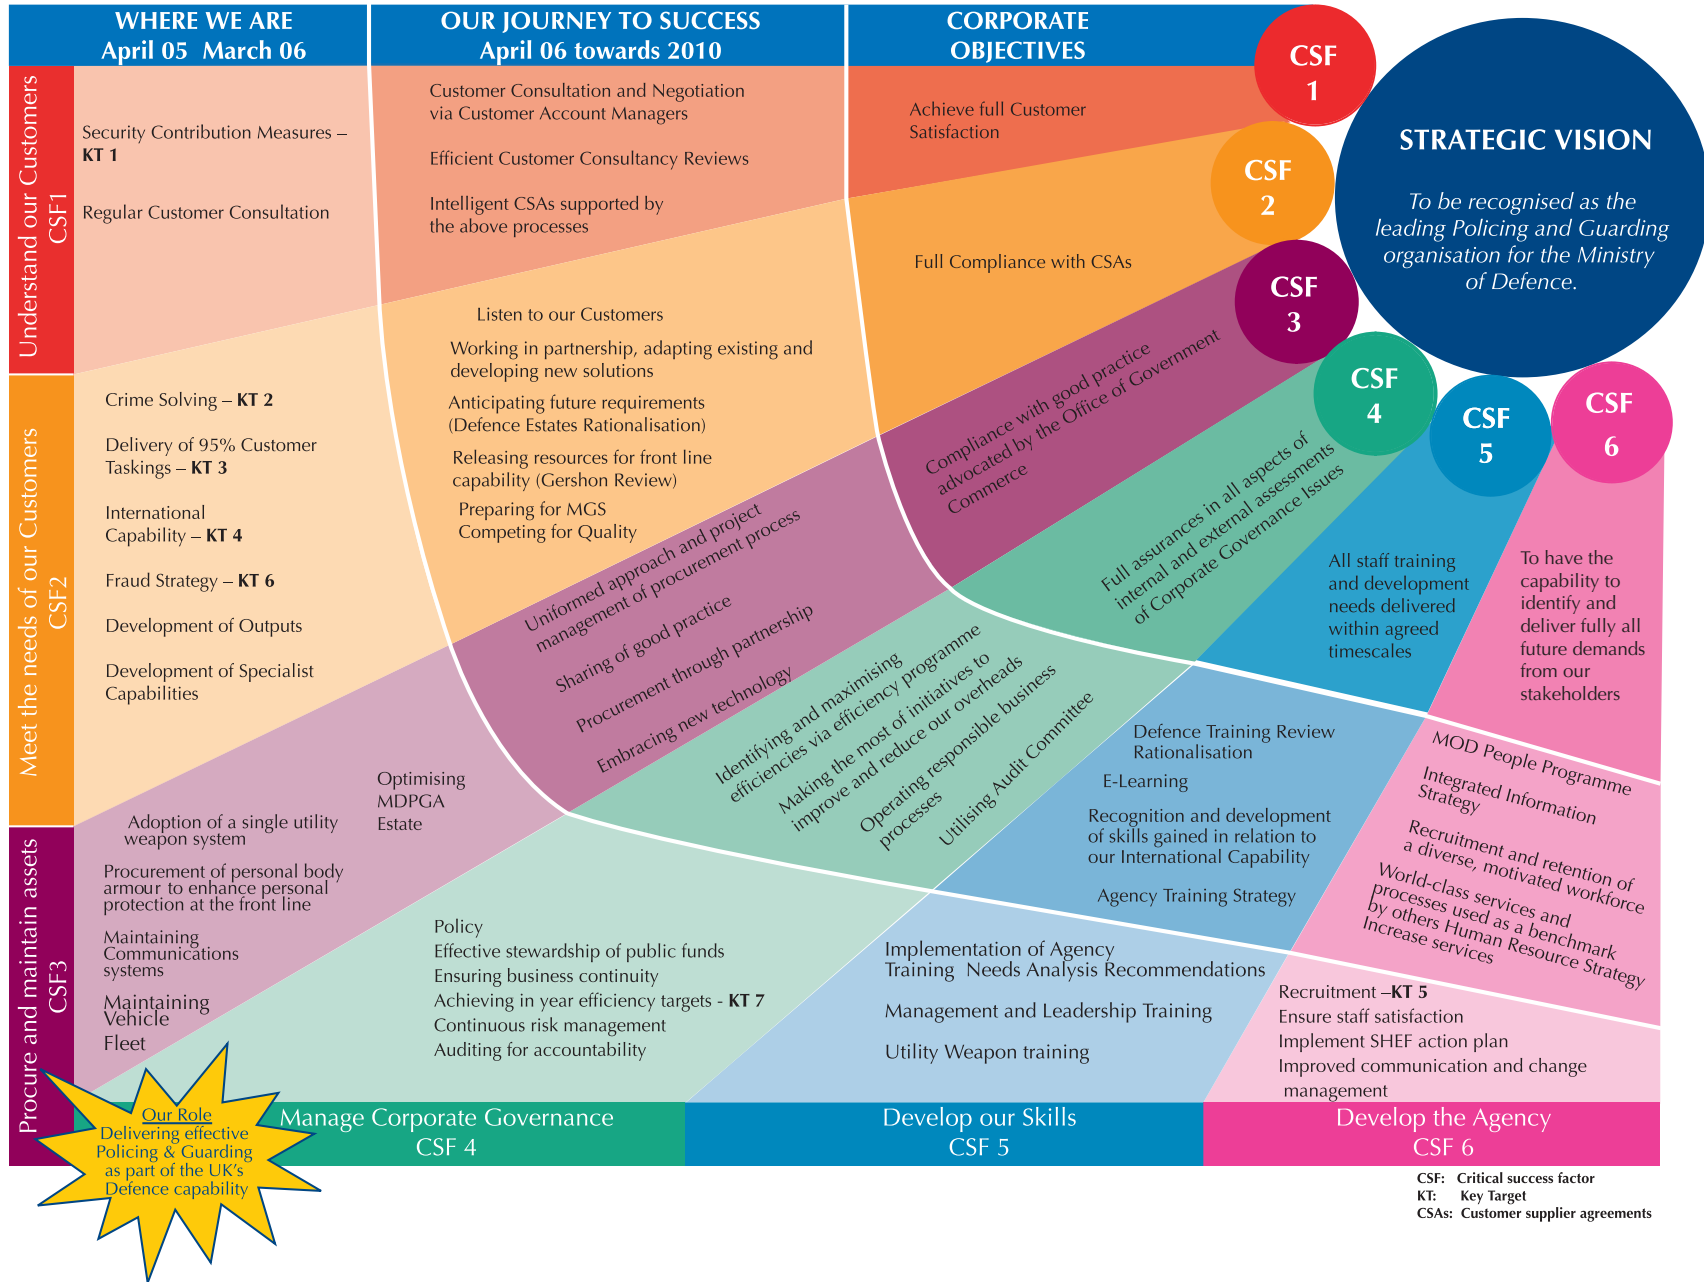 WHERE WE ARE
April 05  March 06
OUR JOURNEY TO SUCCESS
April 06 towards 2010
CORPORATE
OBJECTIVES
CSF
1
CSF
2
CSF
3
CSF
4
CSF
5
CSF
6
STRATEGIC VISION
To be recognised as the
leading Policing and Guarding
organisation for the Ministry
of Defence.
Understand our Customers
CSF1
Security Contribution Measures –
KT 1
Regular Customer Consultation
Customer Consultation and Negotiation
via Customer Account Managers
Efficient Customer Consultancy Reviews
Intelligent CSAs supported by
the above processes
Achieve full Customer
Satisfaction
Meet the needs of our Customers
CSF2
Crime Solving – KT 2
Delivery of 95% Customer
Taskings – KT 3
International
Capability – KT 4
Fraud Strategy – KT 6
Development of Outputs
Development of Specialist
Capabilities
Listen to our Customers
Working in partnership, adapting existing and
developing new solutions
Anticipating future requirements
(Defence Estates Rationalisation)
Releasing resources for front line
capability (Gershon Review)
Preparing for MGS
Competing for Quality
Full Compliance with CSAs
Procure and maintain assets
CSF3
Adoption of a single utility
weapon system
Procurement of personal body
armour to enhance personal
protection at the front line
Maintaining
Communications
systems
Maintaining
Vehicle
Fleet
Optimising
MDPGA
Estate
Uniformed approach and project
management of procurement process
Sharing of good practice
Procurement through partnership
Embracing new technology
Compliance with good practice
advocated by the Office of Government
Commerce
Policy
Effective stewardship of public funds
Ensuring business continuity
Achieving in year efficiency targets - KT 7
Continuous risk management
Auditing for accountability
Identifying and maximising
efficiencies via efficiency programme
Making the most of initiatives to
improve and reduce our overheads
Operating responsible business
processes
Utilising Audit Committee
Full assurances in all aspects of
internal and external assessments
of Corporate Governance Issues
Implementation of Agency
Training  Needs Analysis Recommendations
Management and Leadership Training
Utility Weapon training
Defence Training Review
Rationalisation
E-Learning
Recognition and development
of skills gained in relation to
our International Capability
Agency Training Strategy
All staff training
and development
needs delivered
within agreed
timescales
Recruitment –KT 5
Ensure staff satisfaction
Implement SHEF action plan
Improved communication and change
management
MOD People Programme
Integrated Information
Strategy
Recruitment and retention of
a diverse, motivated workforce
World-class services and
processes used as a benchmark
by others Human Resource Strategy
Increase services
To have the
capability to
identify and
deliver fully all
future demands
from our
stakeholders
Our Role
Delivering effective
Policing & Guarding
as part of the UK's
Defence capability
Manage Corporate Governance
CSF 4
Develop our Skills
CSF 5
Develop the Agency
CSF 6
CSF: Critical success factor
KT: Key Target
CSAs: Customer supplier agreements